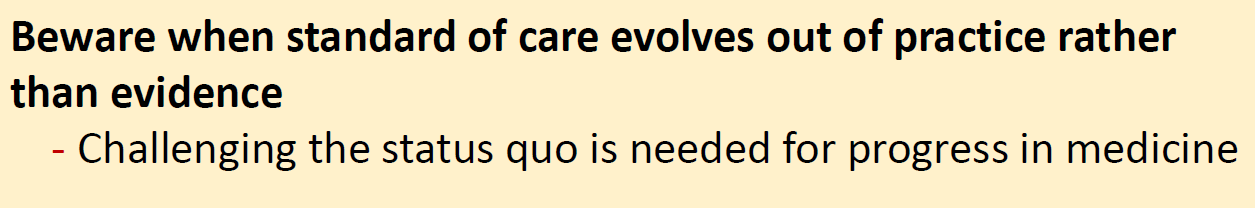 Beware when standard of care evolves out of practice rather
than evidence
- Challenging the status quo is needed for progress in medicine